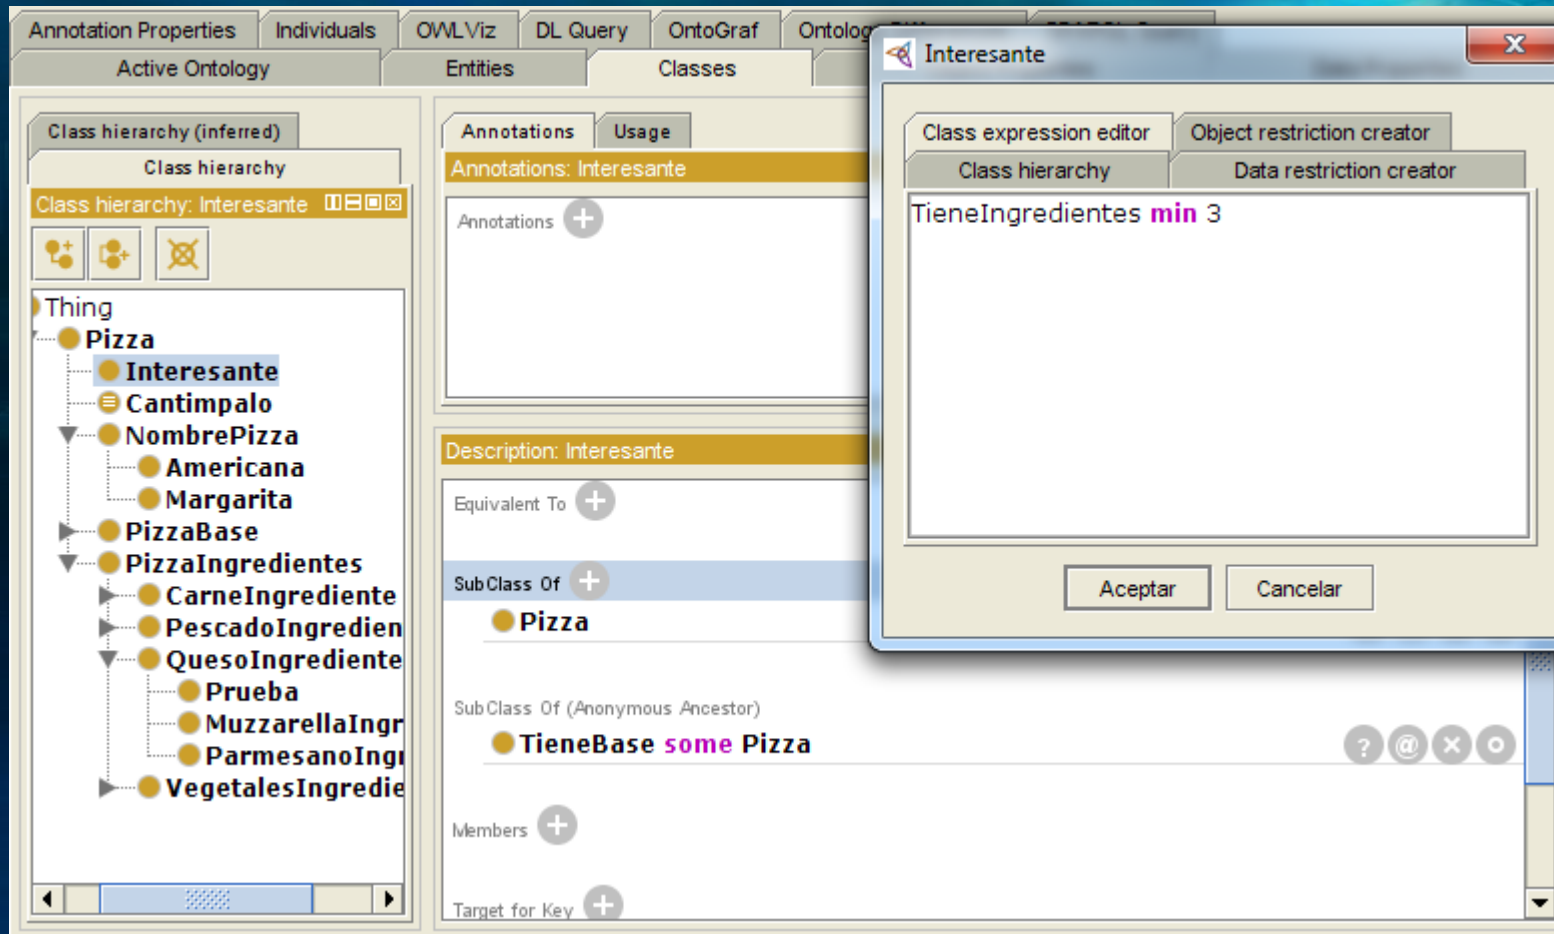 Annotation Properties Individuals OWLViz DL Query OntoGraf
Active Ontology Entities Classes
Class hierarchy (inferred)
Class hierarchy
Class hierarchy: Interesante
Thing
Pizza
Interesante
Cantimpalo
NombrePizza
Americana
Margarita
PizzaBase
PizzaIngredientes
CarneIngrediente
PescadoIngredien
QuesoIngrediente
Prueba
MuzzarellaIngr
ParmesanoIngr
VegetalesIngredie
Annotations Usage
Annotations: Interesante
Annotations
Description: Interesante
Equivalent To
SubClass Of
Pizza
SubClass Of (Anonymous Ancestor)
TieneBase some Pizza
? @
Members
Target for Key
Interesante
Class expression editor Object restriction creator
Class hierarchy Data restriction creator
TieneIngredientes min 3
Aceptar Cancelar